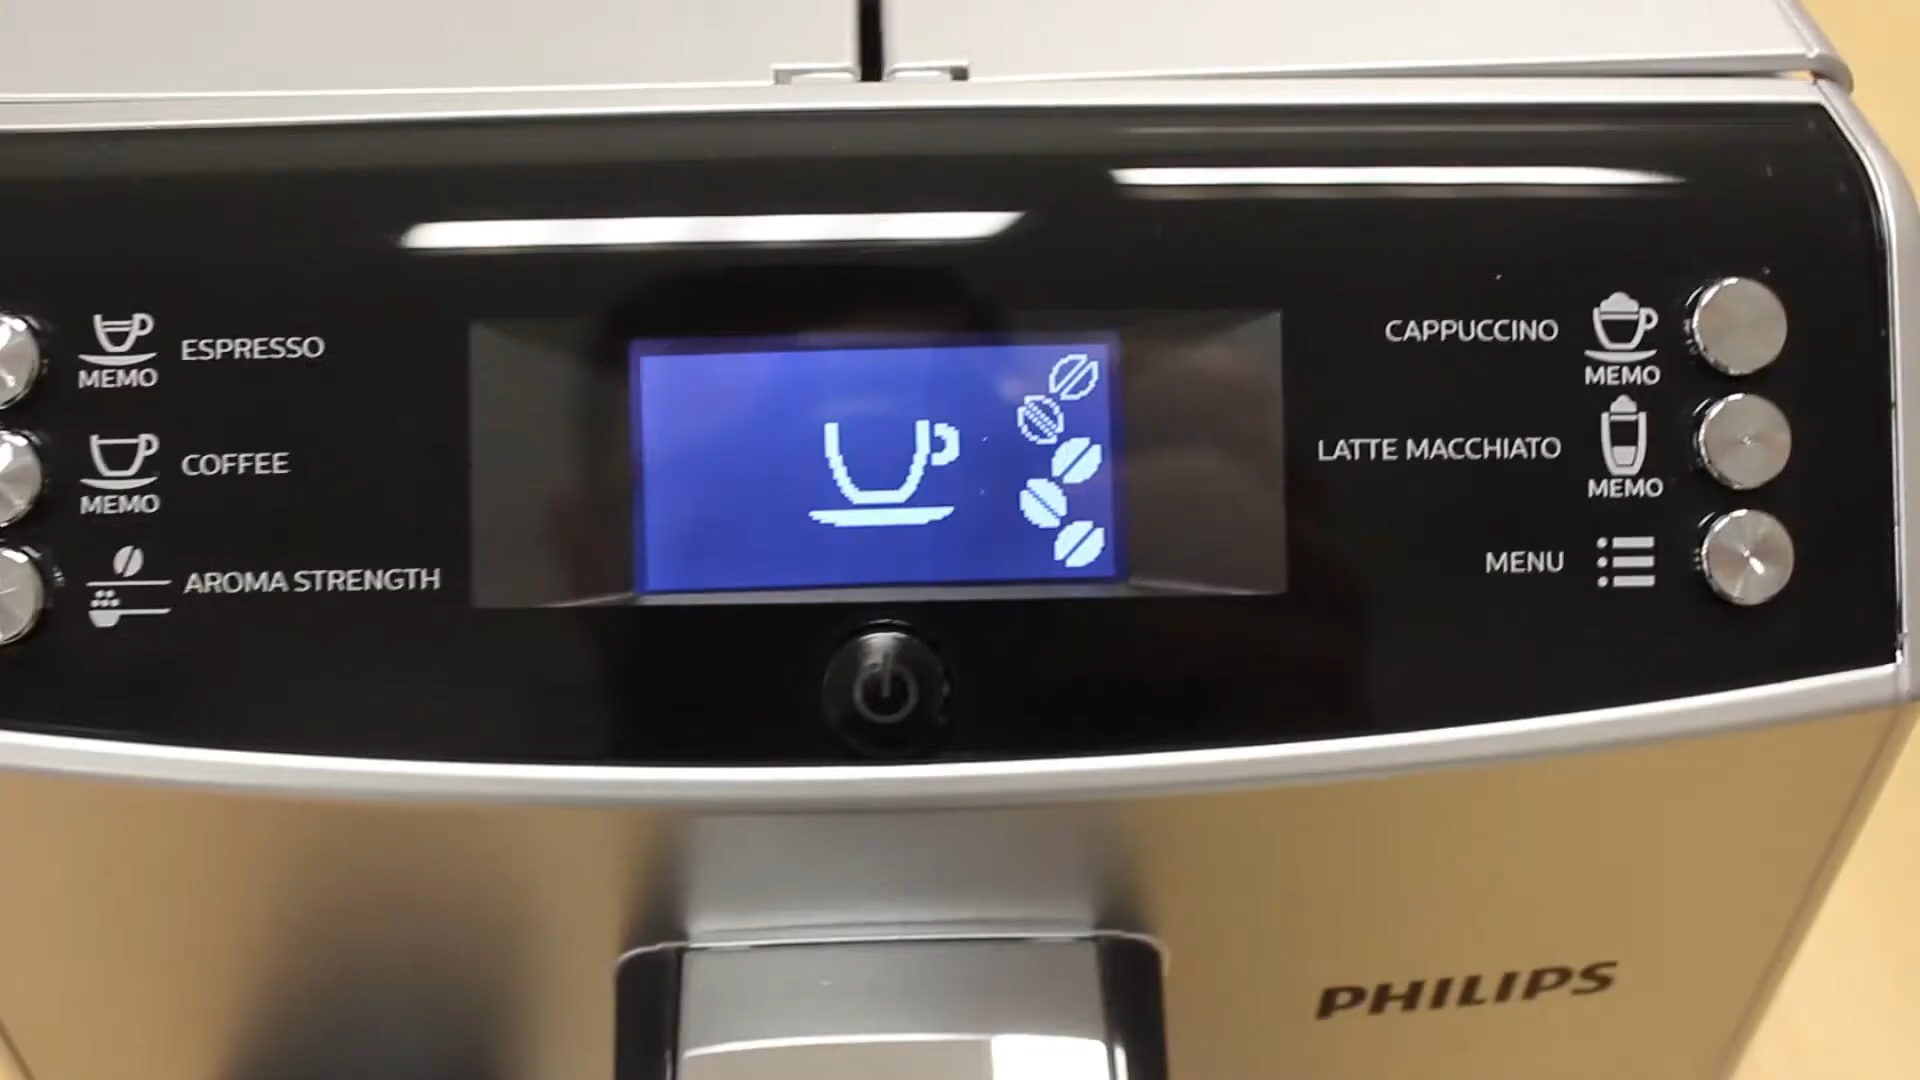 ESPRESSO
MEMO
COFFEE
MEMO
AROMA STRENGTH
CAPPUCCINO
MEMO
LATTE MACCHIATO
MEMO
MENU
PHILIPS